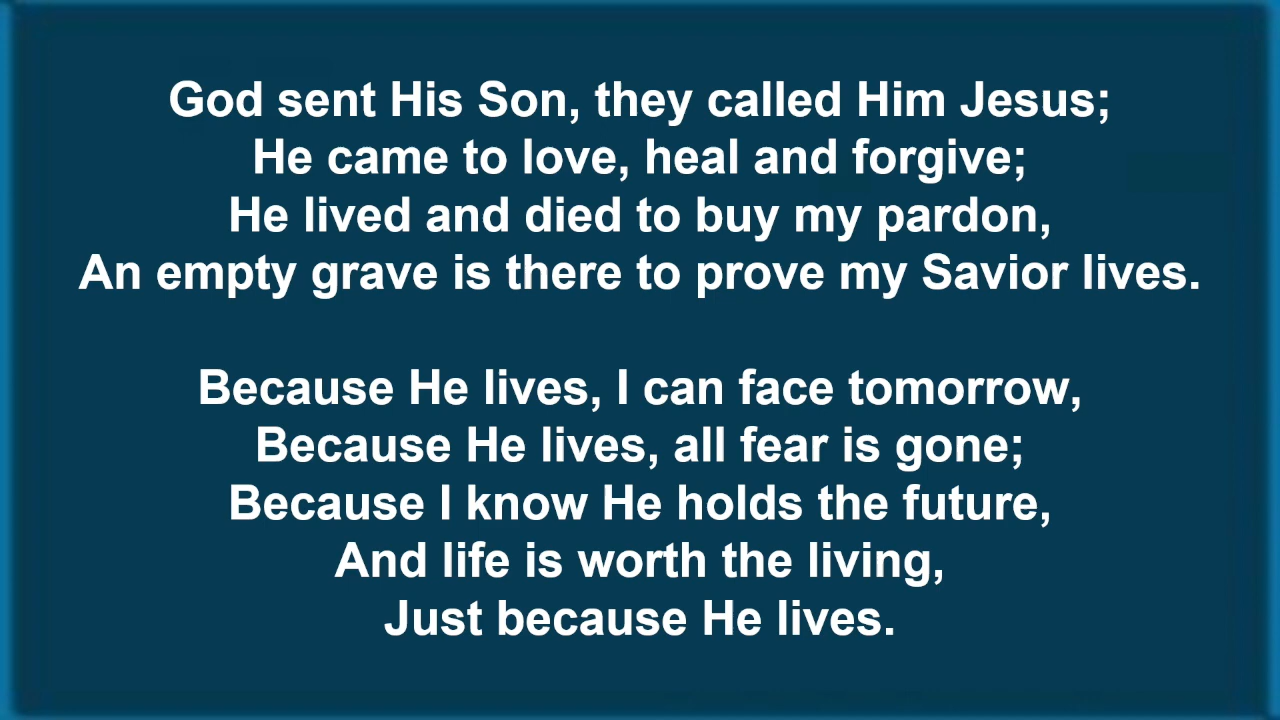 God sent His Son, they called Him Jesus;
He came to love, heal and forgive;
He lived and died to buy my pardon,
An empty grave is there to prove my Savior lives.
Because He lives, I can face tomorrow,
Because He lives, all fear is gone;
Because I know He holds the future,
And life is worth the living,
Just because He lives.